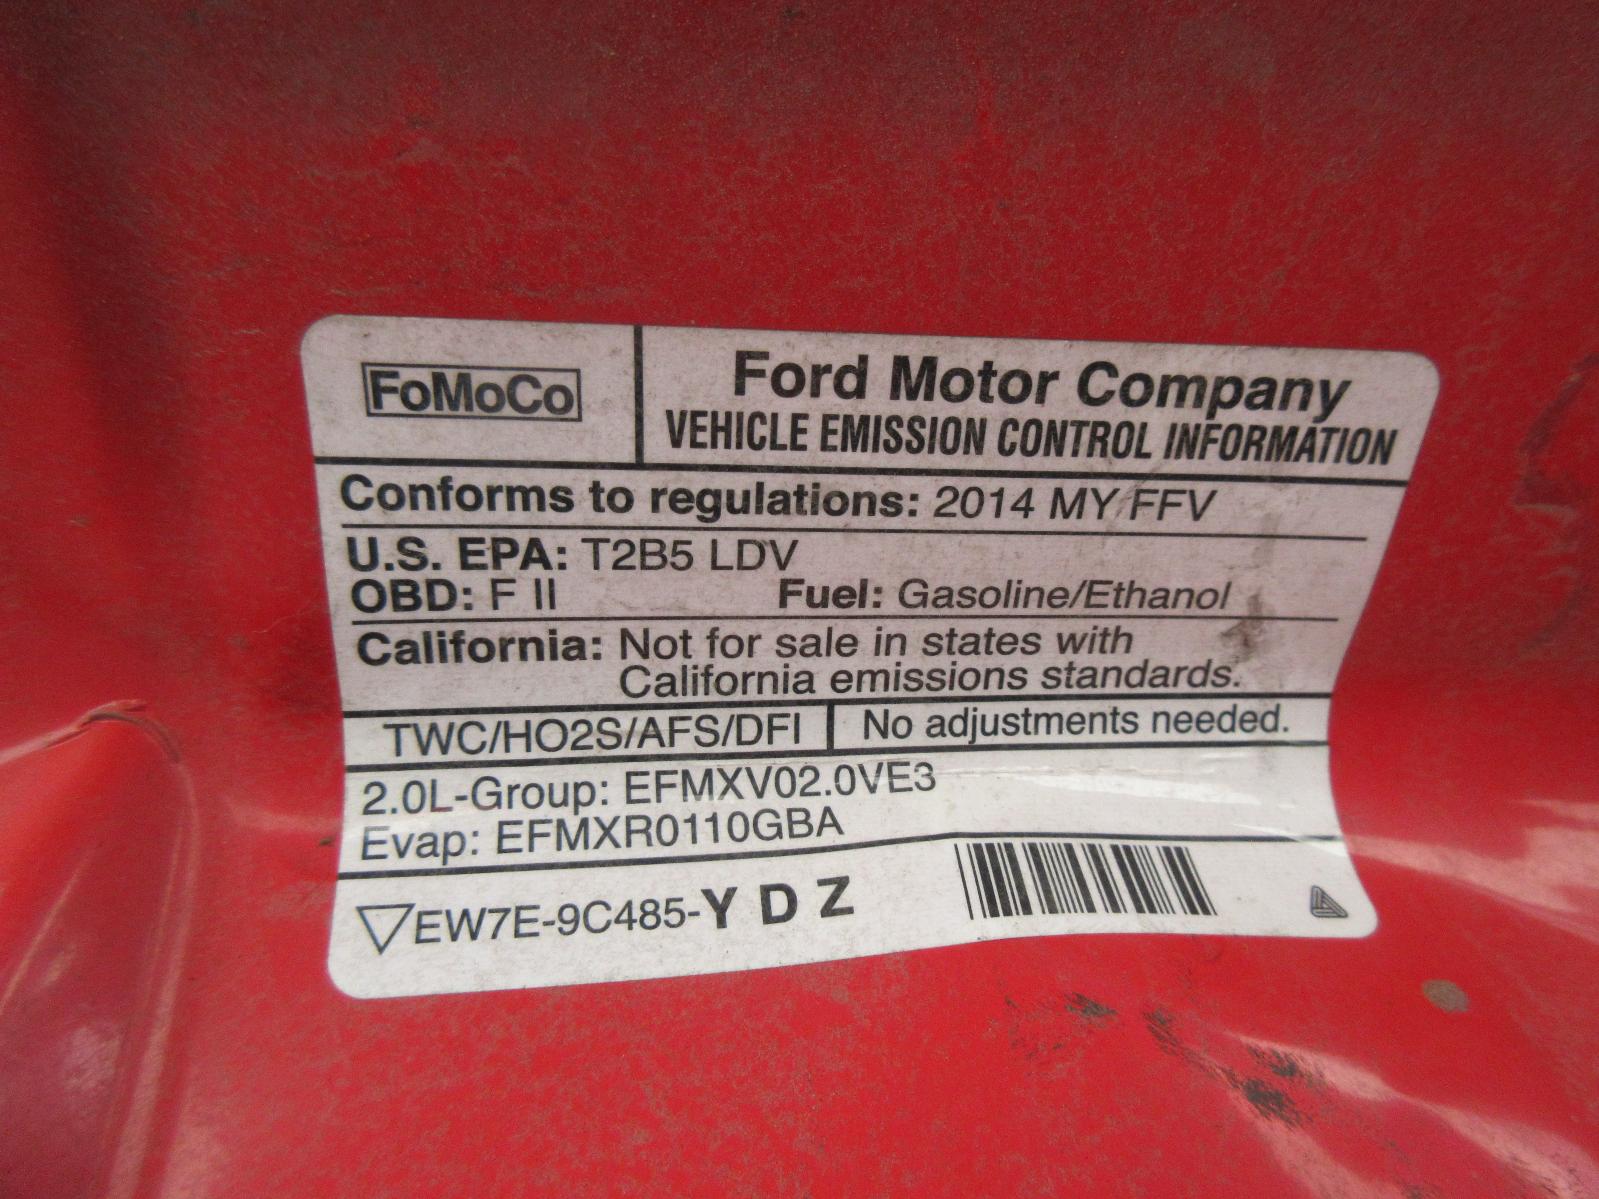 FoMoCo
Ford Motor Company
VEHICLE EMISSION CONTROL INFORMATION
Conforms to regulations: 2014 MY FFV
U.S. EPA: T2B5 LDV
OBD: F II Fuel: Gasoline/Ethanol
California: Not for sale in states with
California emissions standards.
TWC/HO2S/AFS/DFI No adjustments needed.
2.0L-Group: EFMXV02.0VE3
Evap: EFMXR0110GBA
EW7E-9C485-Y D Z